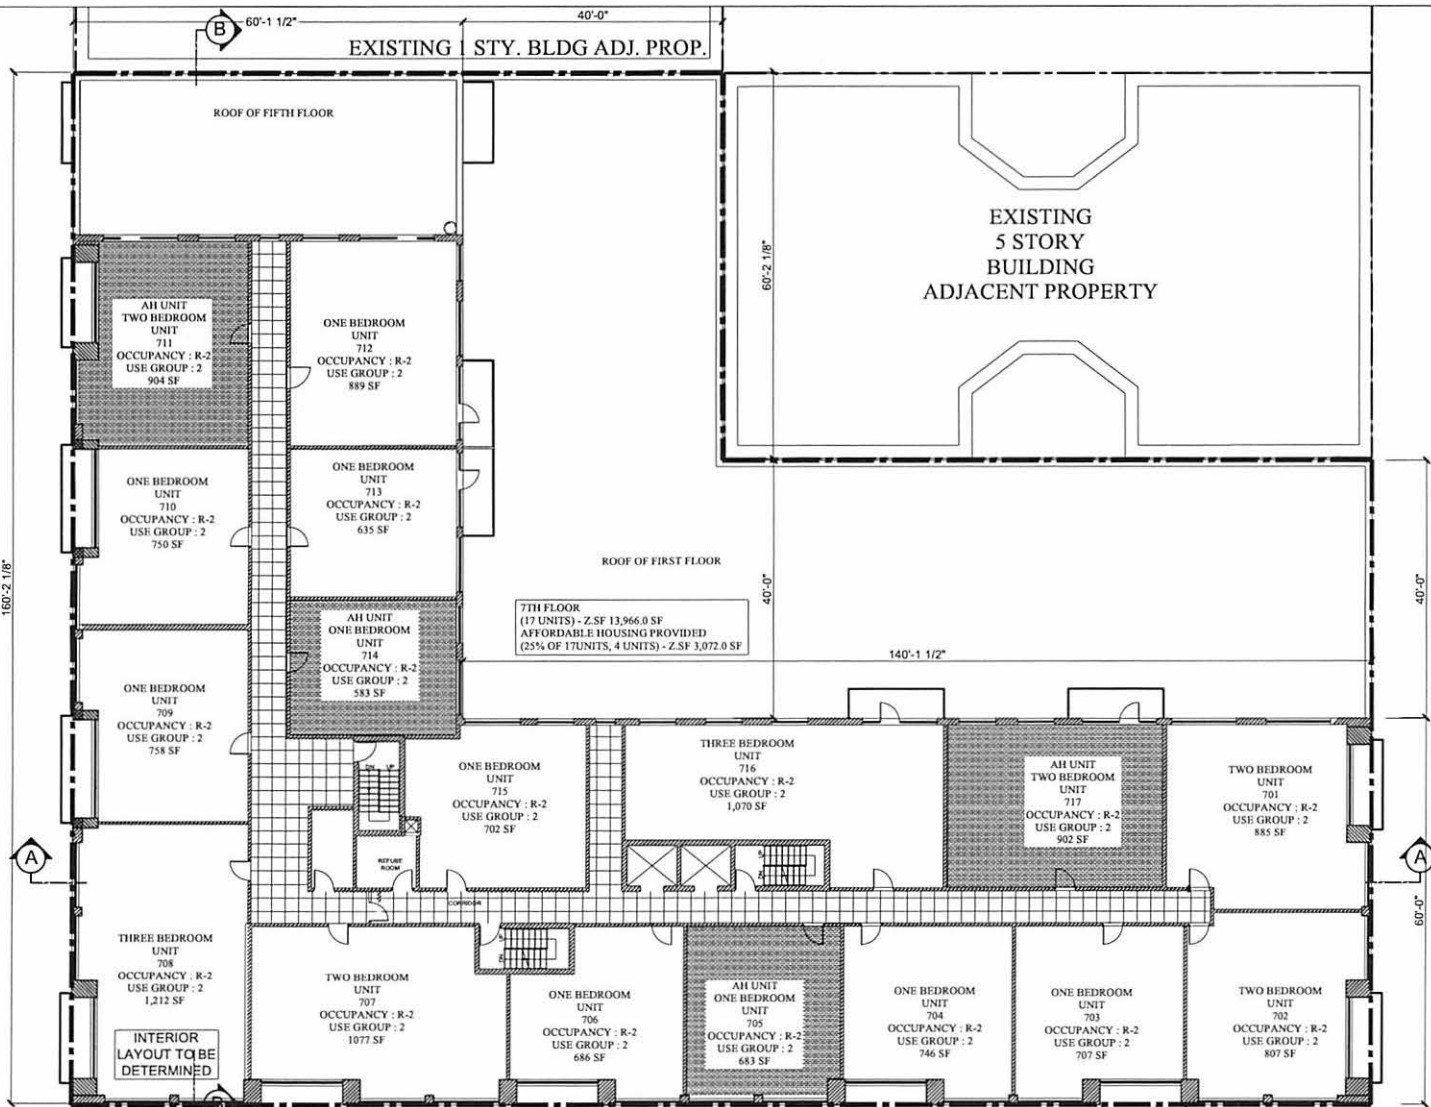 B
60'-1 1/2"
40'-0"
EXISTING 1 STY. BLDG ADJ. PROP.
ROOF OF FIFTH FLOOR
EXISTING
5 STORY
BUILDING
ADJACENT PROPERTY
60'-2 1/8"
160'-2 1/8"
AH UNIT
TWO BEDROOM
UNIT
711
OCCUPANCY : R-2
USE GROUP : 2
904 SF
ONE BEDROOM
UNIT
712
OCCUPANCY : R-2
USE GROUP : 2
889 SF
ONE BEDROOM
UNIT
710
OCCUPANCY : R-2
USE GROUP : 2
750 SF
ONE BEDROOM
UNIT
713
OCCUPANCY : R-2
USE GROUP : 2
635 SF
ROOF OF FIRST FLOOR
7TH FLOOR
(17 UNITS) - Z.SF 13,966.0 SF
AFFORDABLE HOUSING PROVIDED
(25% OF 17UNITS, 4 UNITS) - Z.SF 3,072.0 SF
40'-0"
40'-0"
140'-1 1/2"
AH UNIT
ONE BEDROOM
UNIT
714
OCCUPANCY : R-2
USE GROUP : 2
583 SF
ONE BEDROOM
UNIT
709
OCCUPANCY : R-2
USE GROUP : 2
758 SF
DN UP
ONE BEDROOM
UNIT
715
OCCUPANCY : R-2
USE GROUP : 2
702 SF
THREE BEDROOM
UNIT
716
OCCUPANCY : R-2
USE GROUP : 2
1,070 SF
AH UNIT
TWO BEDROOM
UNIT
717
OCCUPANCY : R-2
USE GROUP : 2
902 SF
TWO BEDROOM
UNIT
701
OCCUPANCY : R-2
USE GROUP : 2
885 SF
A
A
REFUSE
ROOM
UP
DN
CORRIDOR
60'-0"
THREE BEDROOM
UNIT
708
OCCUPANCY : R-2
USE GROUP : 2
1,212 SF
INTERIOR
LAYOUT TO BE
DETERMINED
TWO BEDROOM
UNIT
707
OCCUPANCY : R-2
USE GROUP : 2
1077 SF
UP
DN
ONE BEDROOM
UNIT
706
OCCUPANCY : R-2
USE GROUP : 2
686 SF
AH UNIT
ONE BEDROOM
UNIT
705
OCCUPANCY : R-2
USE GROUP : 2
683 SF
ONE BEDROOM
UNIT
704
OCCUPANCY : R-2
USE GROUP : 2
746 SF
ONE BEDROOM
UNIT
703
OCCUPANCY : R-2
USE GROUP : 2
707 SF
TWO BEDROOM
UNIT
702
OCCUPANCY : R-2
USE GROUP : 2
807 SF